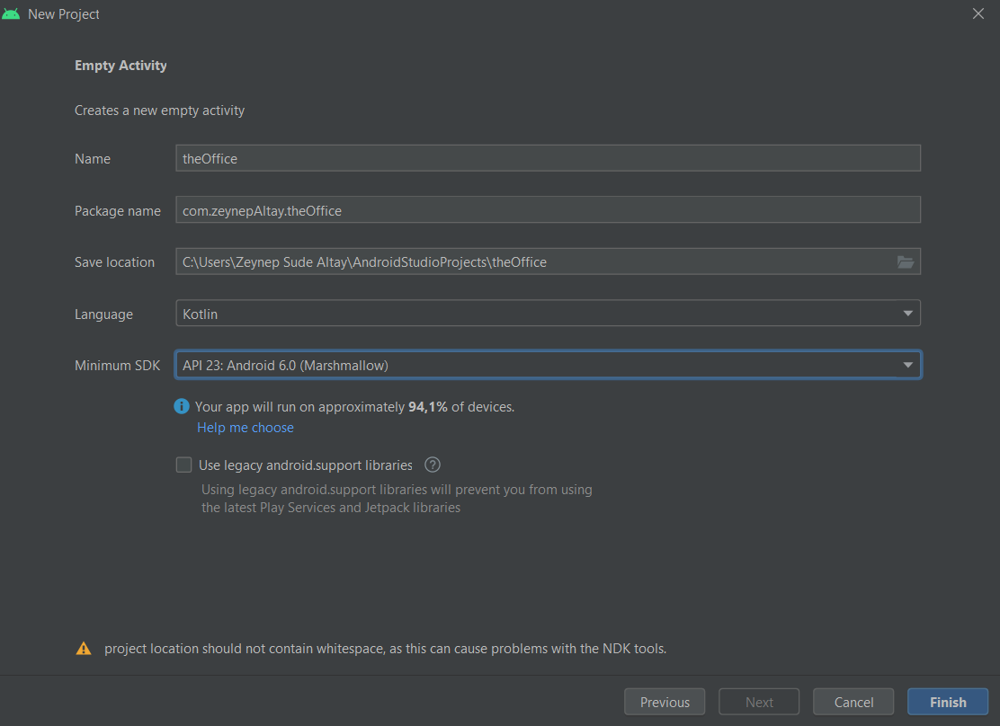 New Project
Empty Activity
Creates a new empty activity
Name theOffice
Package name com.zeynepAltay.theOffice
Save location C:\Users\Zeynep Sude Altay\AndroidStudioProjects\theOffice
Language Kotlin
Minimum SDK API 23: Android 6.0 (Marshmallow)
Your app will run on approximately 94,1% of devices.
Help me choose
Use legacy android.support libraries ?
Using legacy android.support libraries will prevent you from using
the latest Play Services and Jetpack libraries
project location should not contain whitespace, as this can cause problems with the NDK tools.
Previous Next Cancel Finish